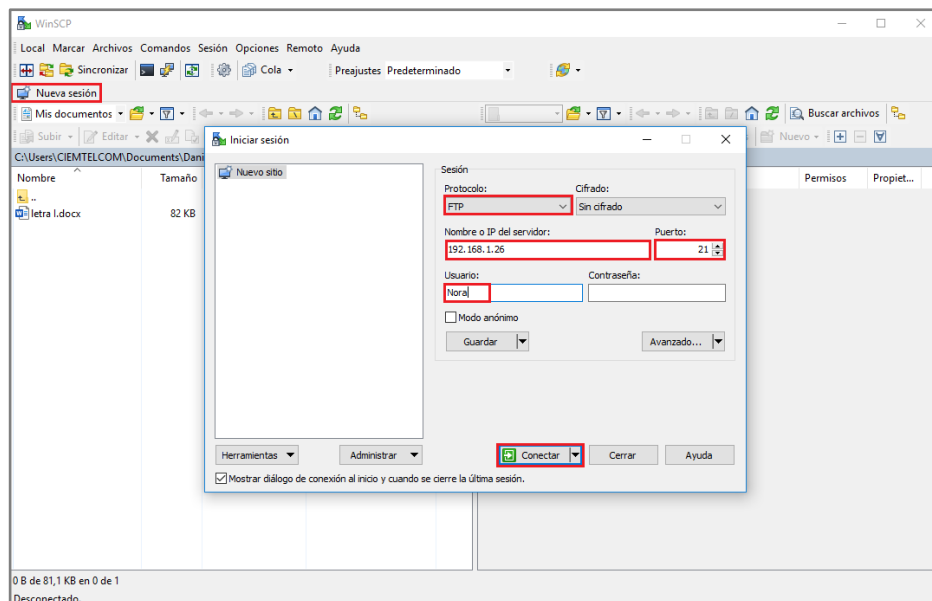 WinSCP
Local Marcar Archivos Comandos Sesión Opciones Remoto Ayuda
Sincronizar Cola Preajustes Predeterminado
Nueva sesión
Mis documentos Buscar archivos
Subir Editar Nuevo
C:\Users\CIEMTELCOM\Documents\Dani
Nombre Tamaño Permisos Propiet...
..
letra l.docx 82 KB
Iniciar sesión
Nuevo sitio
Sesión
Protocolo: Cifrado:
FTP Sin cifrado
Nombre o IP del servidor: Puerto:
192.168.1.26 21
Usuario: Contraseña:
Nora
Modo anónimo
Guardar Avanzado...
Herramientas Administrar Conectar Cerrar Ayuda
Mostrar diálogo de conexión al inicio y cuando se cierre la última sesión.
0 B de 81,1 KB en 0 de 1
Desconectado.